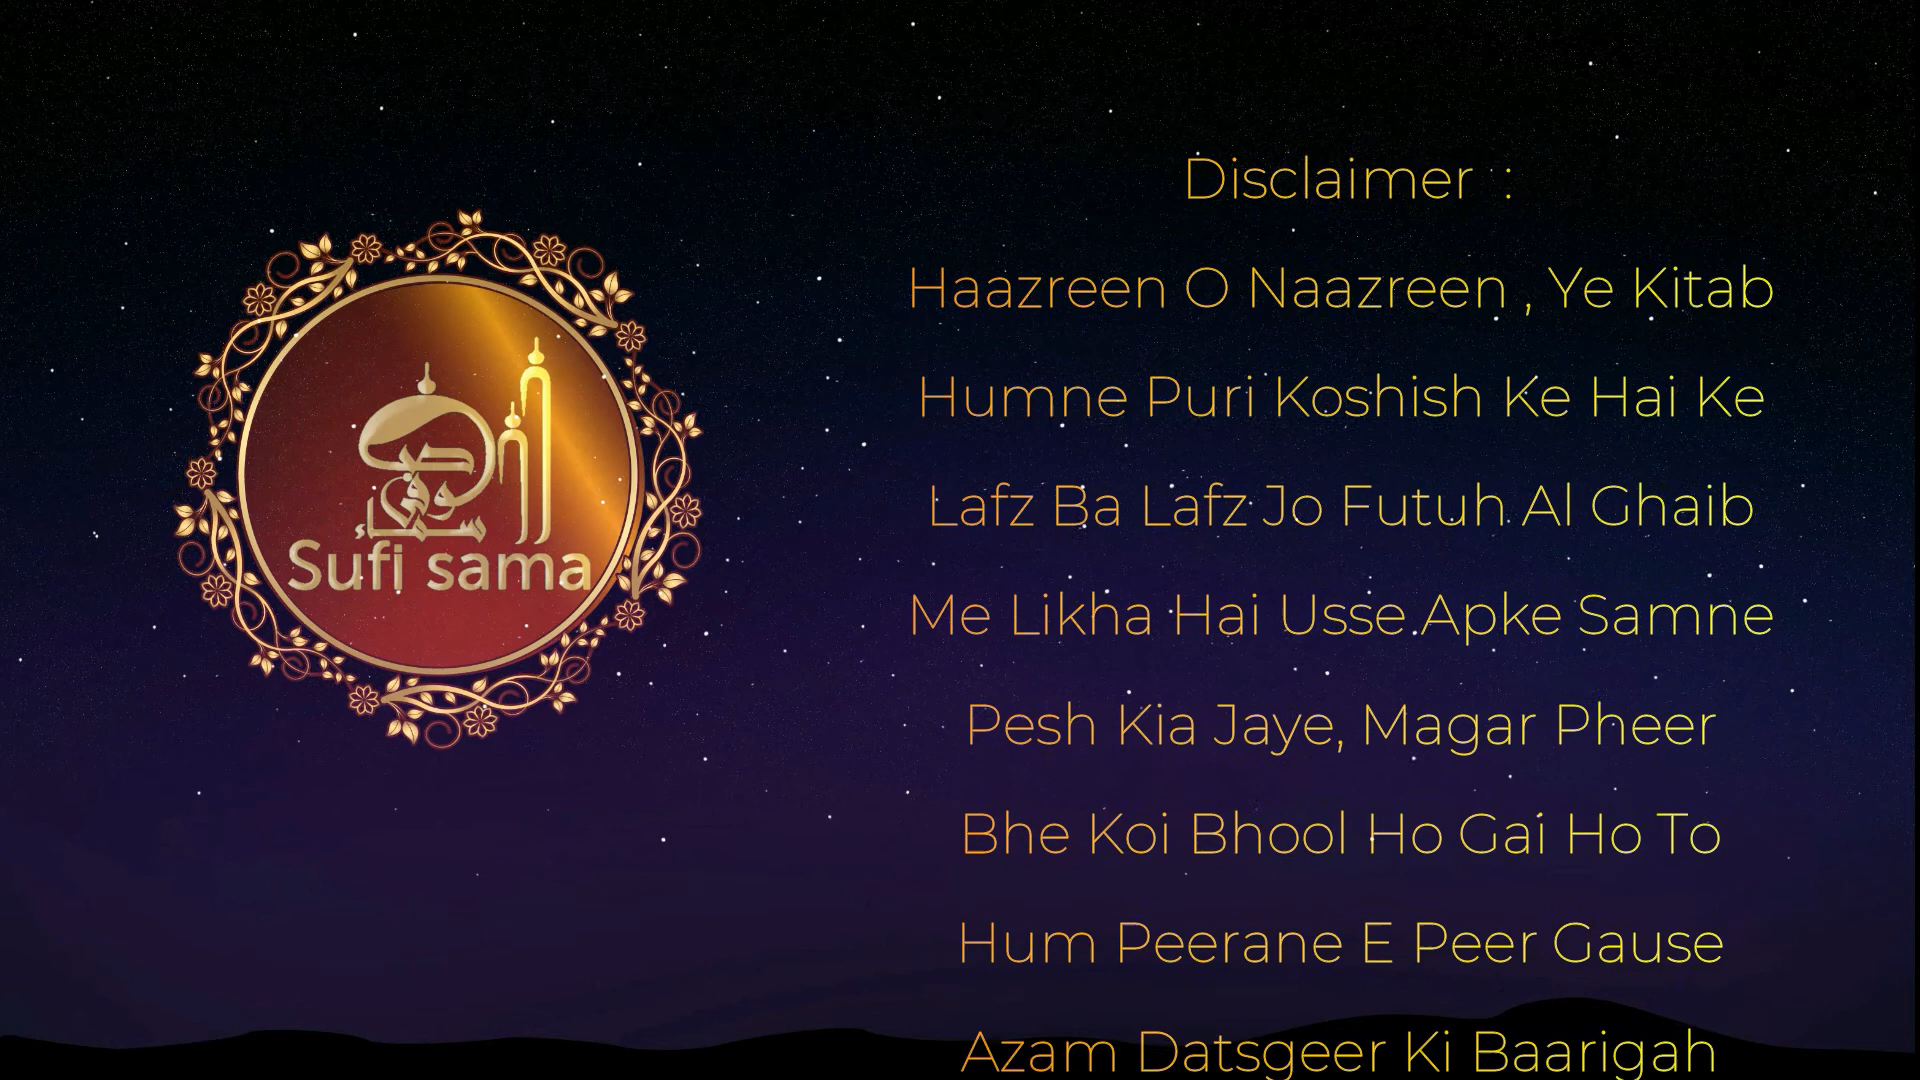 صوفی
سماء
Sufi sama
Disclaimer :
Haazreen O Naazreen , Ye Kitab
Humne Puri Koshish Ke Hai Ke
Lafz Ba Lafz Jo Futuh Al Ghaib
Me Likha Hai Usse Apke Samne
Pesh Kia Jaye, Magar Pheer
Bhe Koi Bhool Ho Gai Ho To
Hum Peerane E Peer Gause
Azam Datsgeer Ki Baarigah